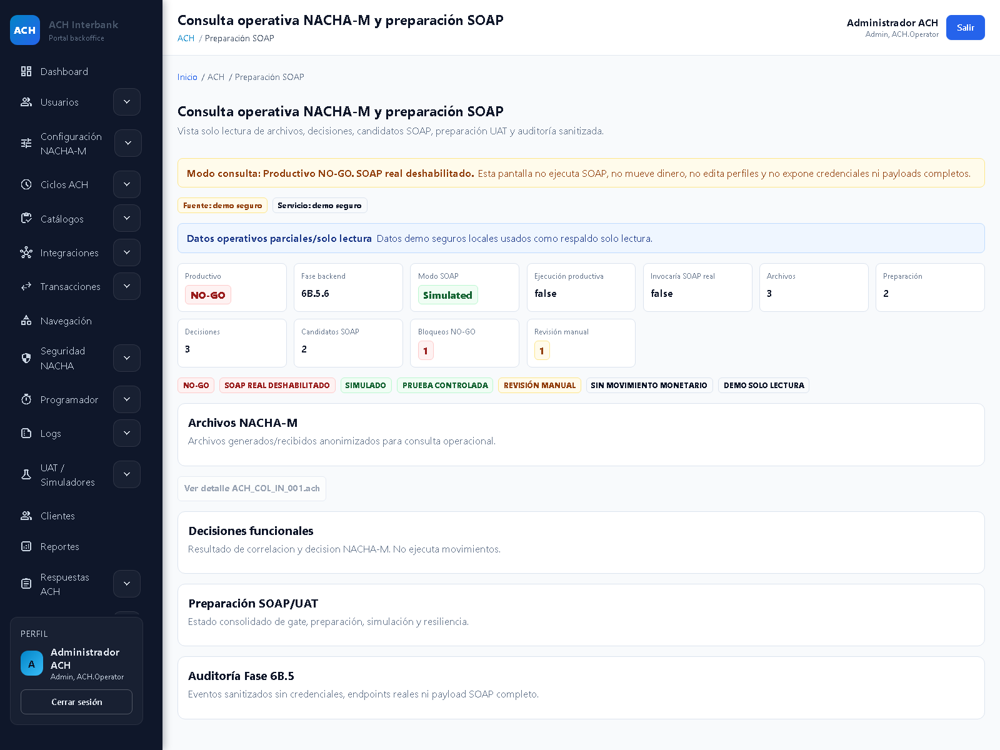 ACH
ACH Interbank
Portal backoffice
Dashboard
Usuarios
Configuración
NACHA-M
Ciclos ACH
Catálogos
Integraciones
Transacciones
Navegación
Seguridad
NACHA
Programador
Logs
UAT /
Simuladores
Clientes
Reportes
Respuestas
ACH
PERFIL
A
Administrador
ACH
Admin, ACH.Operator
Cerrar sesión
Consulta operativa NACHA-M y preparación SOAP
ACH / Preparación SOAP
Administrador ACH
Admin, ACH.Operator
Salir
Inicio / ACH / Preparación SOAP
Consulta operativa NACHA-M y preparación SOAP
Vista solo lectura de archivos, decisiones, candidatos SOAP, preparación UAT y auditoría sanitizada.
Modo consulta: Productivo NO-GO. SOAP real deshabilitado. Esta pantalla no ejecuta SOAP, no mueve dinero, no edita perfiles y no expone credenciales ni payloads completos.
Fuente: demo seguro
Servicio: demo seguro
Datos operativos parciales/solo lectura Datos demo seguros locales usados como respaldo solo lectura.
Productivo
NO-GO
Fase backend
6B.5.6
Modo SOAP
Simulated
Ejecución productiva
false
Invocaría SOAP real
false
Archivos
3
Preparación
2
Decisiones
3
Candidatos SOAP
2
Bloqueos NO-GO
1
Revisión manual
1
NO-GO
SOAP REAL DESHABILITADO
SIMULADO
PRUEBA CONTROLADA
REVISIÓN MANUAL
SIN MOVIMIENTO MONETARIO
DEMO SOLO LECTURA
Archivos NACHA-M
Archivos generados/recibidos anonimizados para consulta operacional.
Ver detalle ACH_COL_IN_001.ach
Decisiones funcionales
Resultado de correlacion y decision NACHA-M. No ejecuta movimientos.
Preparación SOAP/UAT
Estado consolidado de gate, preparación, simulación y resiliencia.
Auditoría Fase 6B.5
Eventos sanitizados sin credenciales, endpoints reales ni payload SOAP completo.